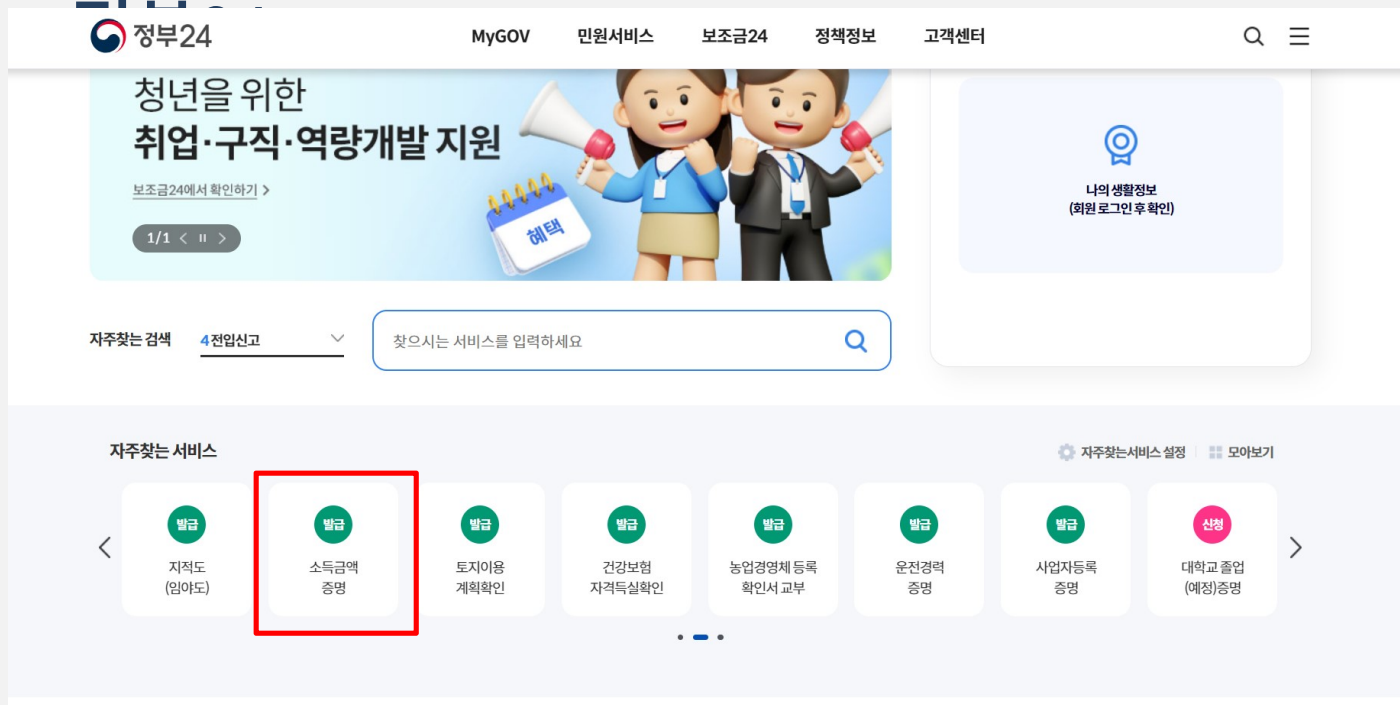 정부24
MyGOV 민원서비스 보조금24 정책정보 고객센터
청년을 위한
취업·구직·역량개발 지원
보조금24에서 확인하기 >
1/1
혜택
나의 생활정보
(회원 로그인 후 확인)
자주찾는 검색 4 전입신고
찾으시는 서비스를 입력하세요
자주찾는 서비스
자주찾는서비스 설정 모아보기
발급 발급 발급 발급 발급 발급 발급 신청
지적도 소득금액 토지이용 건강보험 농업경영체 등록 운전경력 사업자등록 대학교 졸업
(임야도) 증명 계획확인 자격득실확인 확인서 교부 증명 증명 (예정)증명